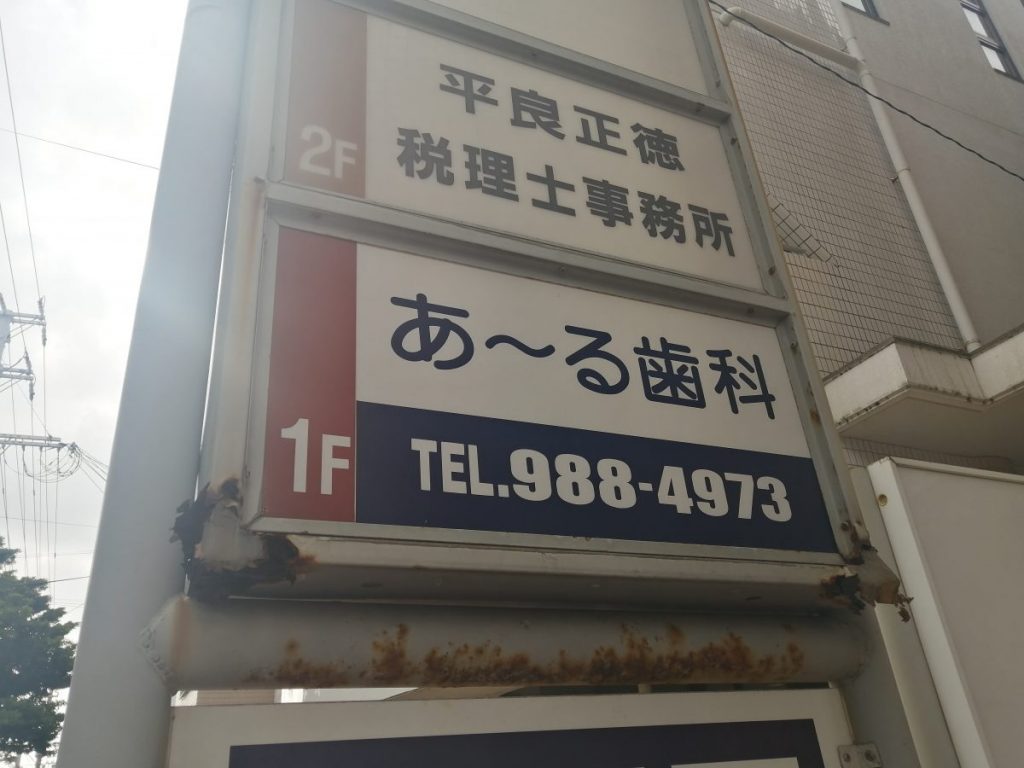 2F
平良正徳
税理士事務所
1F
あ〜る歯科
TEL.988-4973